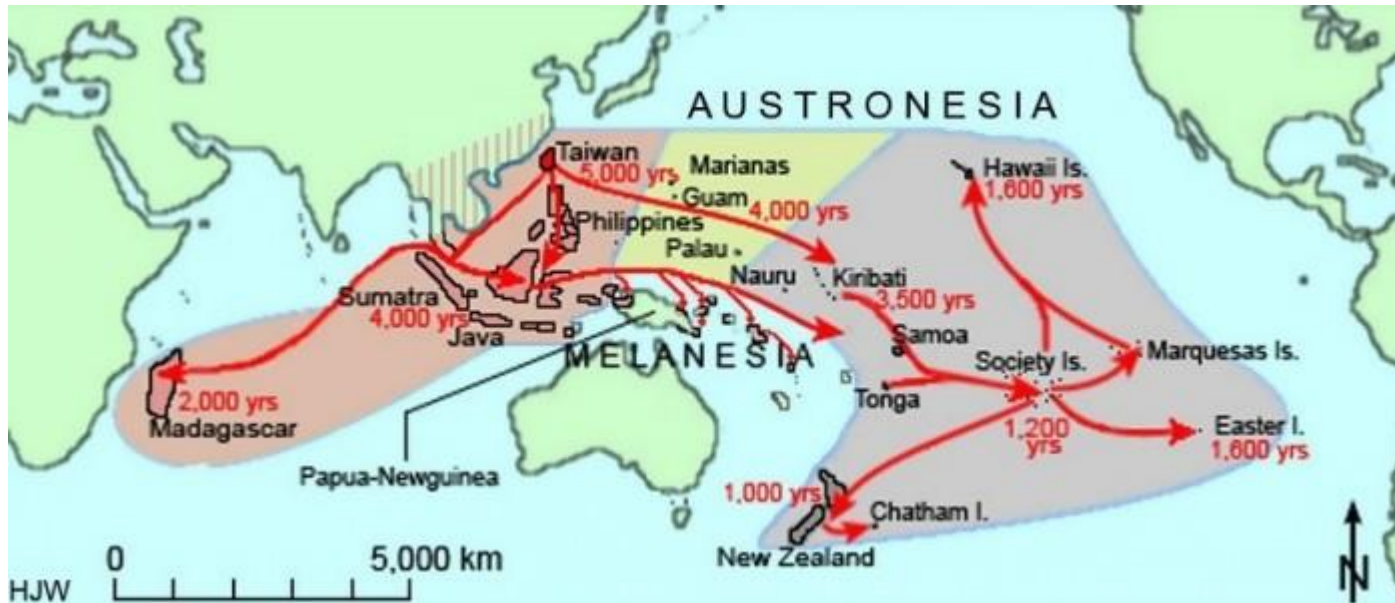 AUSTRONESIA
Taiwan
5,000 yrs
Marianas
Guam
Hawaii Is.
1,600 yrs
Philippines
4,000 yrs
Palau
Nauru
Kiribati
3,500 yrs
Sumatra
4,000 yrs
Java
MELANESIA
Samoa
Society Is.
Marquesas Is.
Tonga
2,000 yrs
Madagascar
1,200
yrs
Easter I.
1,600 yrs
Papua-Newguinea
1,000 yrs
Chatham I.
New Zealand
0
5,000 km
HJW
N